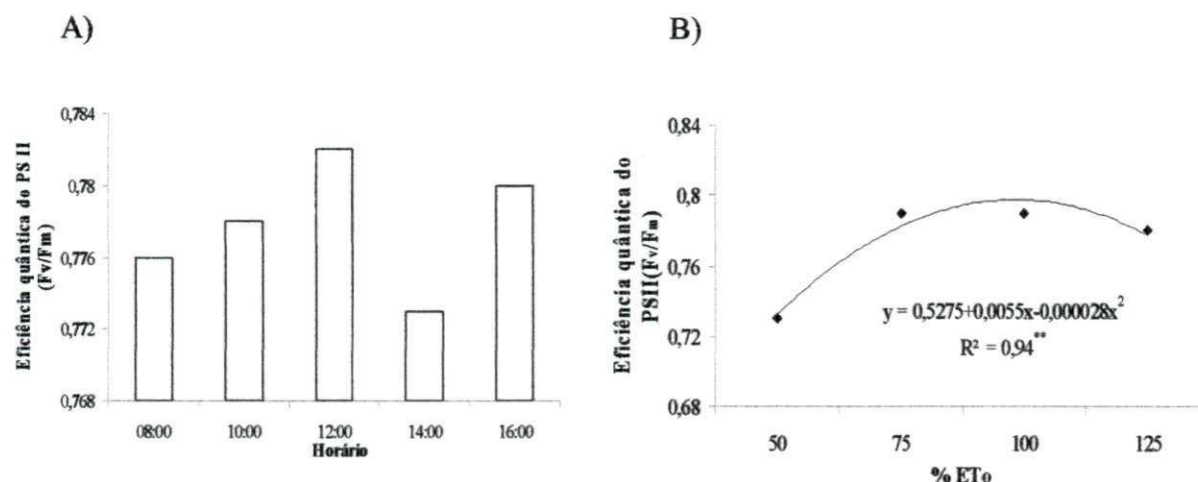 A)
Eficiência quântica do PS II
(Fv/Fm)
0,784
0,78
0,776
0,772
0,768
08:00 10:00 12:00 14:00 16:00
Horário
B)
Eficiência quântica do
PSII(Fv/Fm)
0,84
0,8
0,76
0,72
0,68
y = 0,5275+0,0055x-0,000028x²
R² = 0,94**
50 75 100 125
% ETo